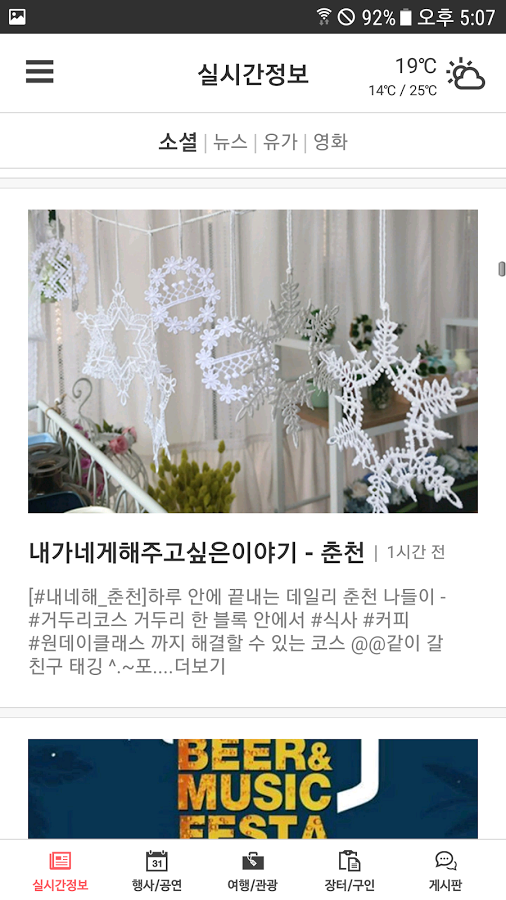 92% 오후 5:07
실시간정보
19℃
14℃ / 25℃
소셜 | 뉴스 | 유가 | 영화
내가네게해주고싶은이야기 - 춘천 | 1시간 전
[#내네해_춘천]하루 안에 끝내는 데일리 춘천 나들이 -
#거두리코스 거두리 한 블록 안에서 #식사 #커피
#원데이클래스 까지 해결할 수 있는 코스 @@같이 갈
친구 태깅 ^.~포....더보기
BEER&
MUSIC
FESTA
31
실시간정보 행사/공연 여행/관광 장터/구인 게시판